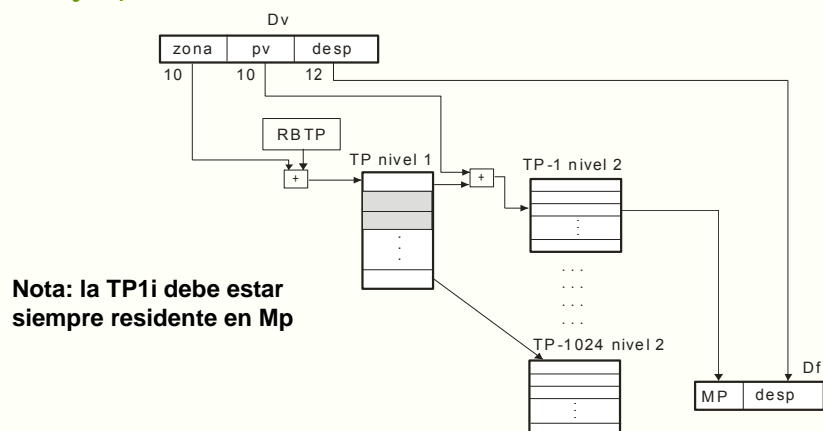 Dv
zona pv desp
10 10 12
RBTP
TP nivel 1
TP-1 nivel 2
+
+
. . .
. . .
. . .
. . .
Nota: la TP1i debe estar
siempre residente en Mp
TP-1024 nivel 2
Df
MP desp